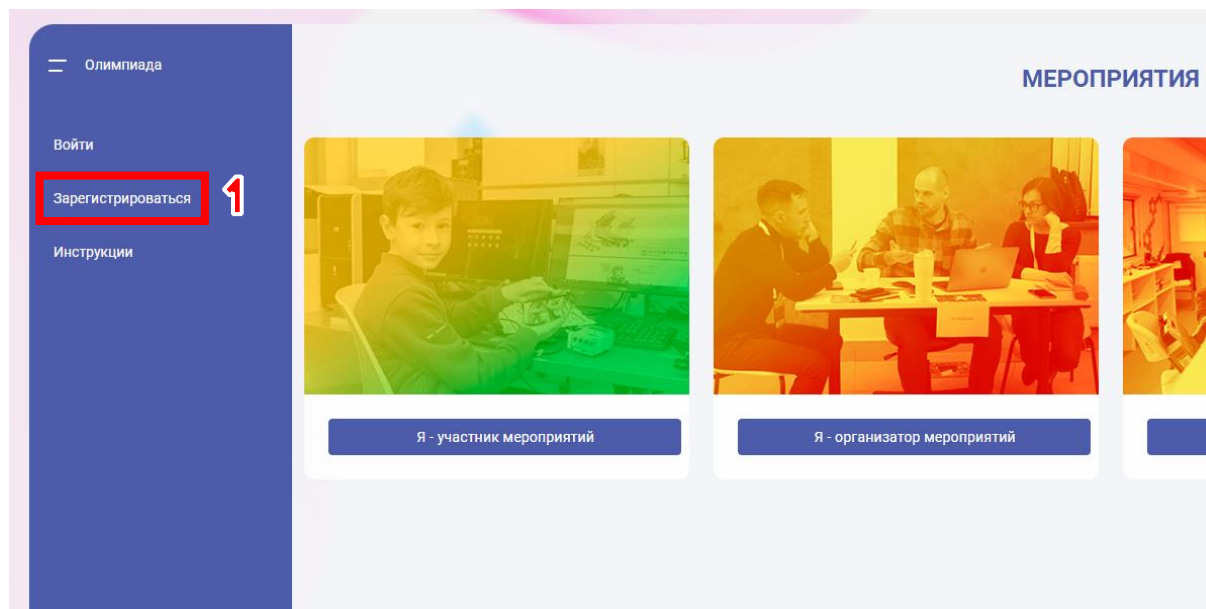 Олимпиада
МЕРОПРИЯТИЯ
Войти
Зарегистрироваться
1
Инструкции
Я - участник мероприятий
Я - организатор мероприятий